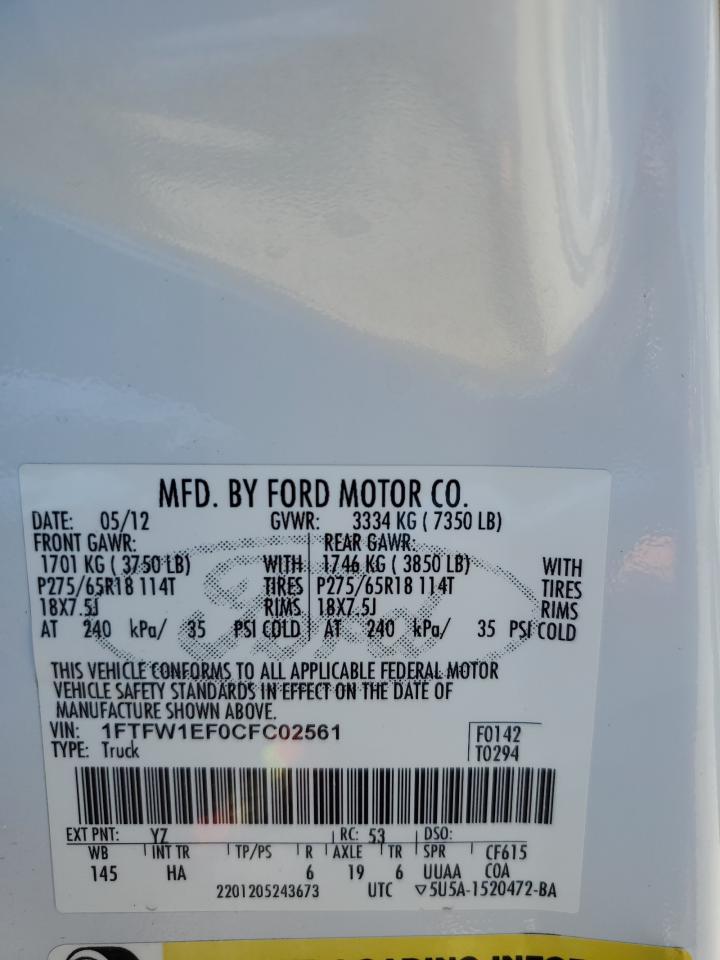 MFD. BY FORD MOTOR CO.
DATE: 05/12 GVWR: 3334 KG ( 7350 LB)
FRONT GAWR: REAR GAWR:
1701 KG ( 3750 LB) WITH 1746 KG ( 3850 LB) WITH
P275/65R18 114T TIRES P275/65R18 114T TIRES
18X7.5J RIMS 18X7.5J RIMS
AT 240 kPa/ 35 PSI COLD AT 240 kPa/ 35 PSI COLD
Ford
THIS VEHICLE CONFORMS TO ALL APPLICABLE FEDERAL MOTOR
VEHICLE SAFETY STANDARDS IN EFFECT ON THE DATE OF
MANUFACTURE SHOWN ABOVE.
VIN: 1FTFW1EF0CFC02561 F0142
TYPE: Truck T0294
EXT PNT: YZ RC: 53 DSO:
WB INT TR TP/PS R AXLE TR SPR CF615
145 HA 6 19 6 UUAA COA
2201205243673 UTC ▽5U5A-1520472-BA